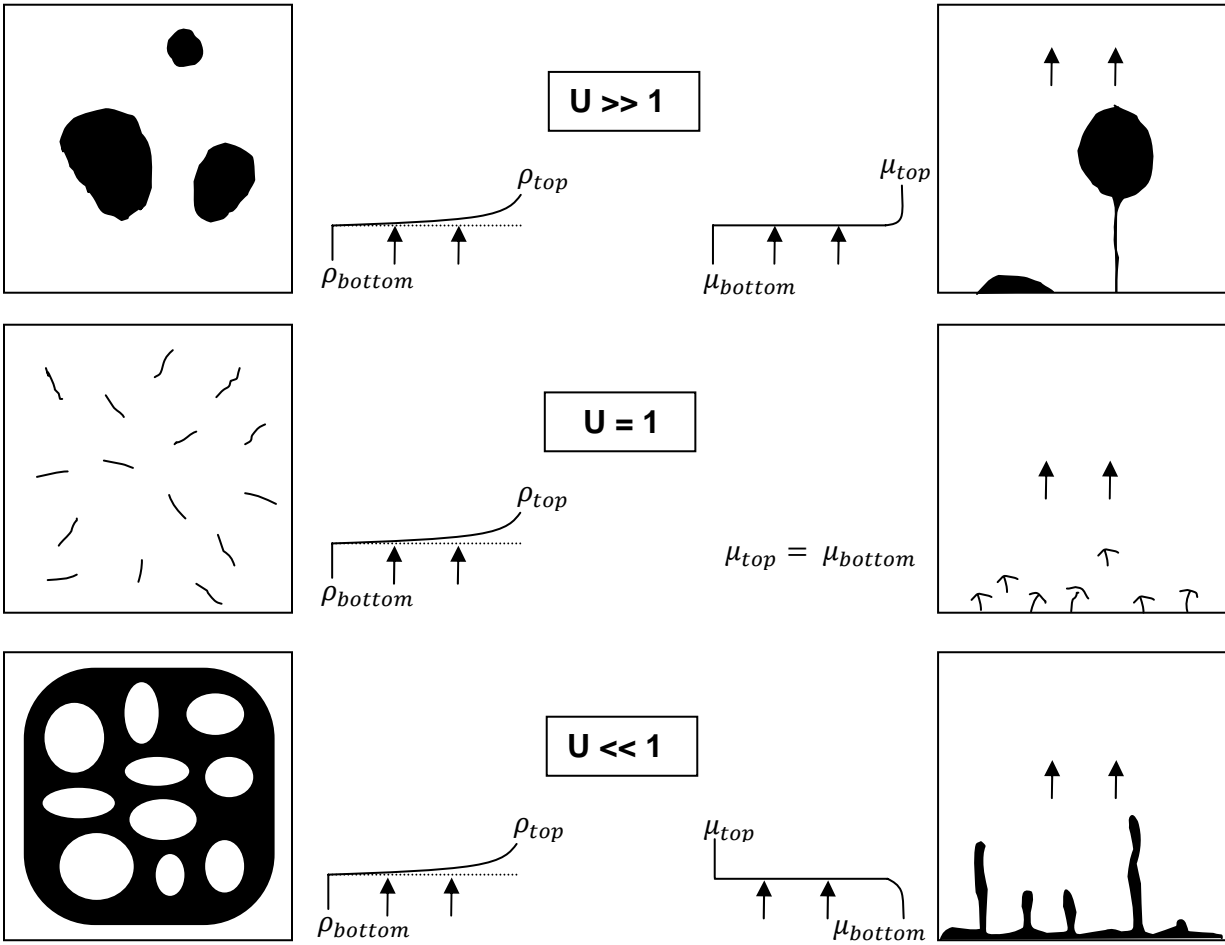 U >> 1
ρ_top
μ_top
ρ_bottom
μ_bottom
U = 1
ρ_top
μ_top = μ_bottom
ρ_bottom
U << 1
ρ_top
μ_top
ρ_bottom
μ_bottom